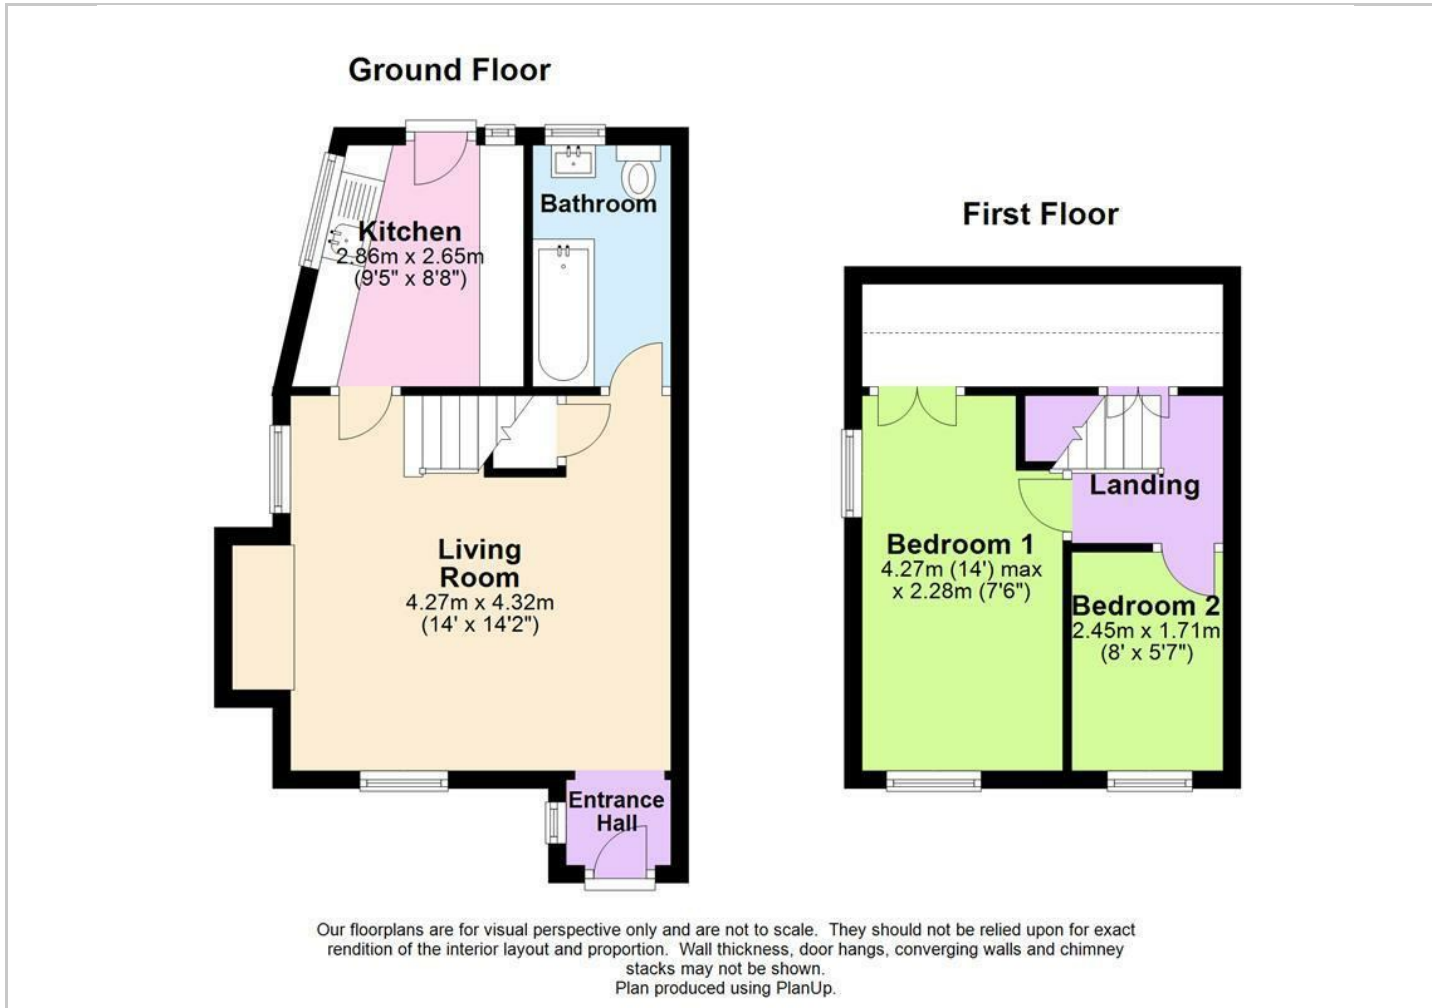 Ground Floor
Kitchen
2.86m x 2.65m
(9'5" x 8'8")
Bathroom
Living
Room
4.27m x 4.32m
(14' x 14'2")
Entrance
Hall
First Floor
Landing
Bedroom 1
4.27m (14') max
x 2.28m (7'6")
Bedroom 2
2.45m x 1.71m
(8' x 5'7")
Our floorplans are for visual perspective only and are not to scale. They should not be relied upon for exact
rendition of the interior layout and proportion. Wall thickness, door hangs, converging walls and chimney
stacks may not be shown.
Plan produced using PlanUp.